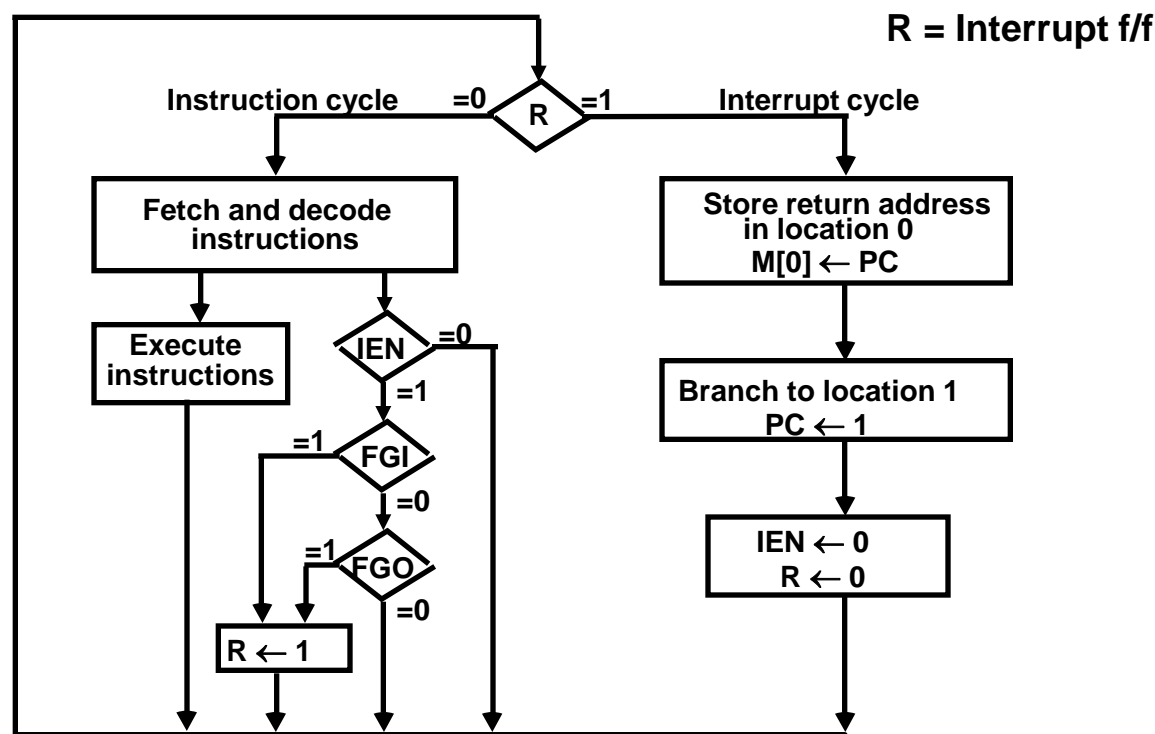 R = Interrupt f/f
Instruction cycle
=0
R
=1
Interrupt cycle
Fetch and decode
instructions
Store return address
in location 0
M[0] ← PC
Execute
instructions
IEN
=0
=1
Branch to location 1
PC ← 1
=1
FGI
=0
=1
FGO
=0
IEN ← 0
R ← 0
R ← 1